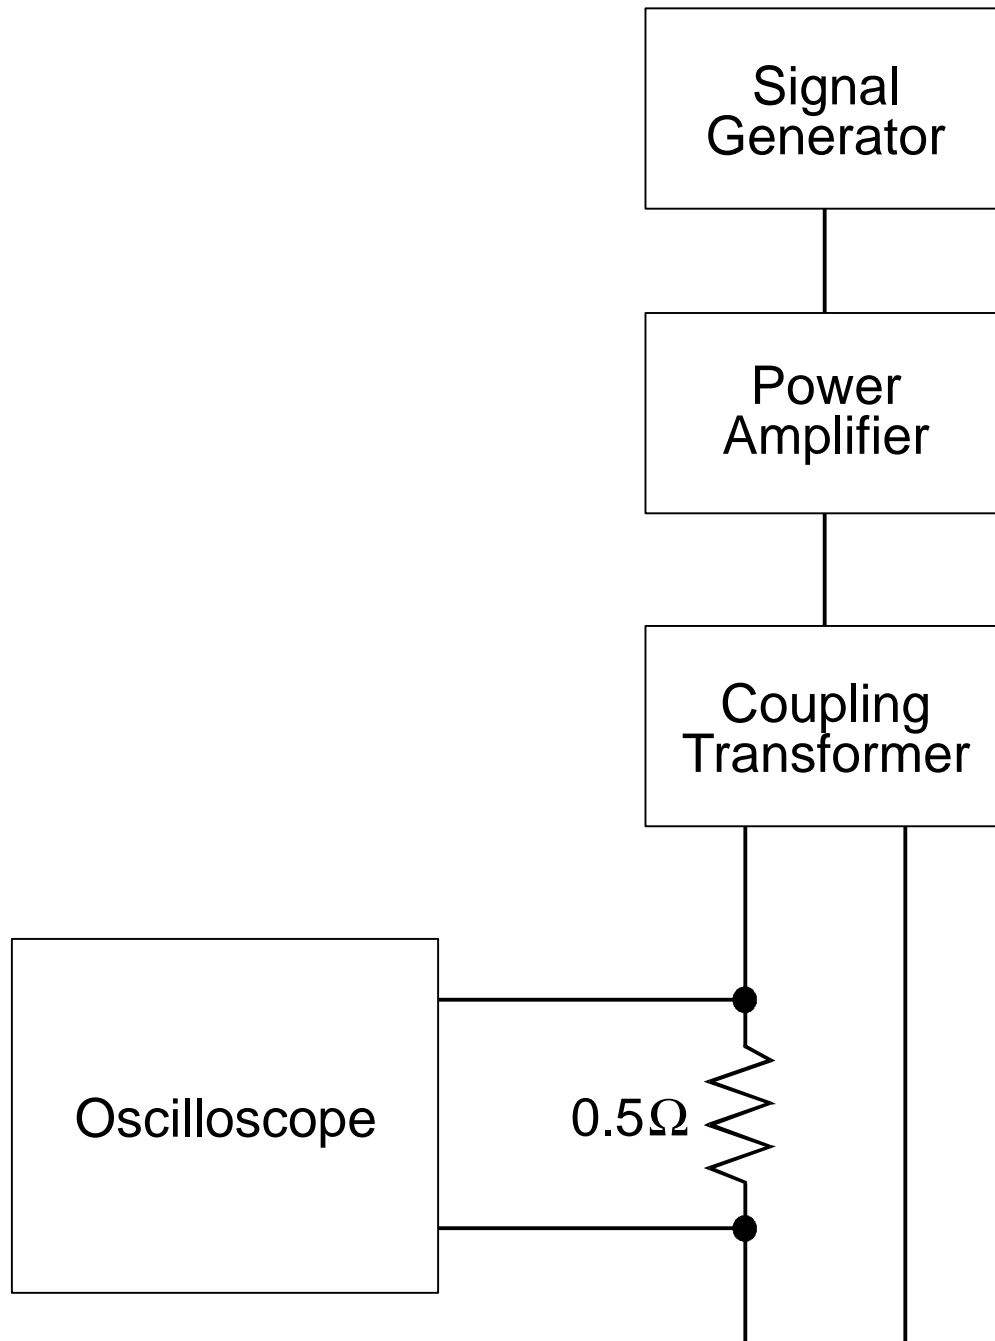 Signal
Generator
Power
Amplifier
Coupling
Transformer
Oscilloscope
0.5Ω